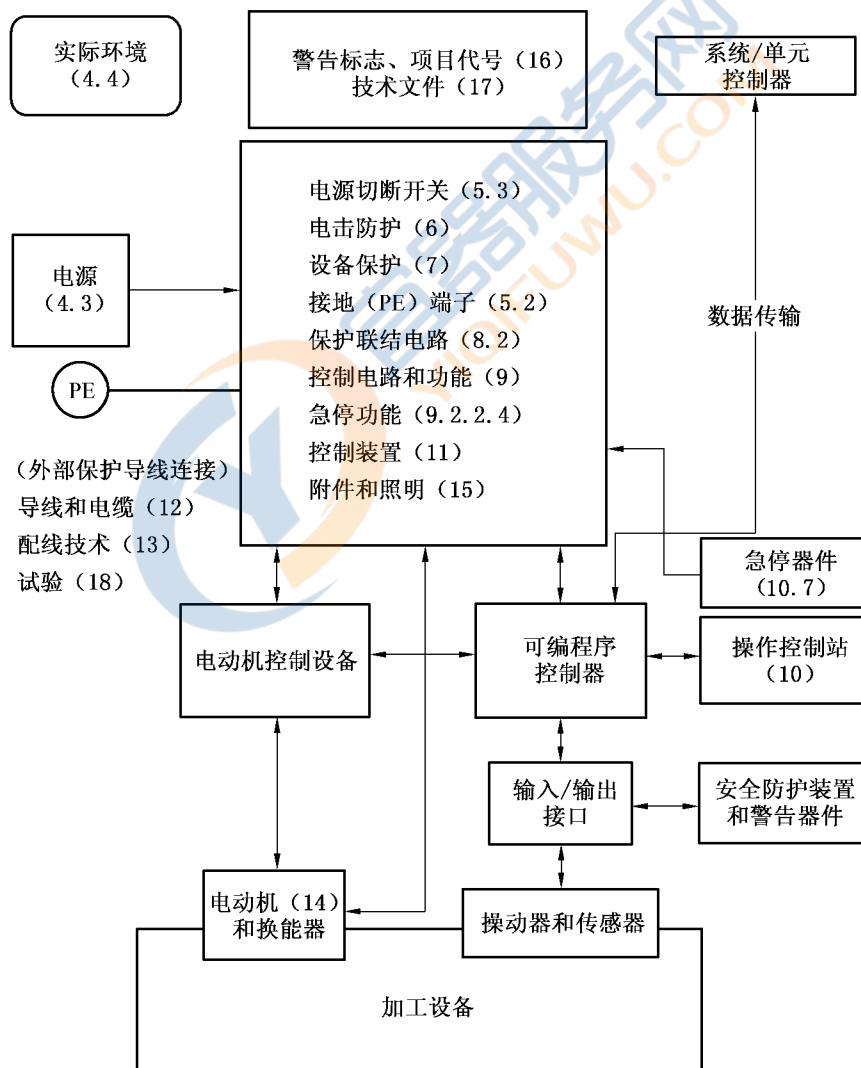 实际环境
(4.4)
警告标志、项目代号（16）
技术文件（17）
系统/单元
控制器
电源切断开关（5.3）
电击防护（6）
设备保护（7）
接地（PE）端子（5.2）
保护联结电路（8.2）
控制电路和功能（9）
急停功能（9.2.2.4）
控制装置（11）
附件和照明（15）
电源
(4.3)
PE
数据传输
（外部保护导线连接）
导线和电缆（12）
配线技术（13）
试验（18）
急停器件
(10.7)
电动机控制设备
可编程序
控制器
操作控制站
(10)
输入/输出
接口
安全防护装置
和警告器件
电动机（14）
和换能器
操动器和传感器
加工设备
仪器服务网
YIQIFUWU.COM